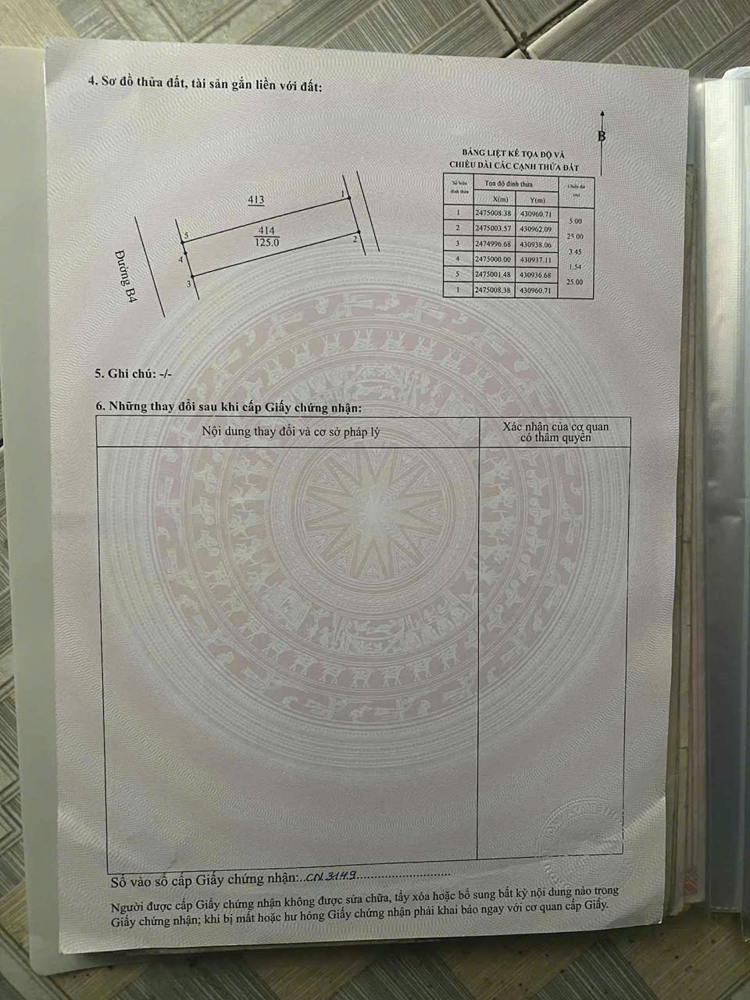 4. Sơ đồ thửa đất, tài sản gắn liền với đất:
B
BẢNG LIỆT KÊ TỌA ĐỘ VÀ
CHIỀU DÀI CÁC CẠNH THỬA ĐẤT
Số hiệu đỉnh thửa Tọa độ đỉnh thửa Chiều dài (m)
X(m) Y(m)
1 2475008.38 430960.71
5.00
2 2475003.57 430962.09
25.00
3 2474996.68 430938.06
3.45
4 2475000.00 430937.11
1.54
5 2475001.48 430936.68
25.00
1 2475008.38 430960.71
413
1
5
414
125.0
2
4
3
Đường B4
5. Ghi chú: -/-
6. Những thay đổi sau khi cấp Giấy chứng nhận:
Nội dung thay đổi và cơ sở pháp lý
Xác nhận của cơ quan
có thẩm quyền
Số vào sổ cấp Giấy chứng nhận:..CN 3149..............................
Người được cấp Giấy chứng nhận không được sửa chữa, tẩy xóa hoặc bổ sung bất kỳ nội dung nào trong
Giấy chứng nhận; khi bị mất hoặc hư hỏng Giấy chứng nhận phải khai báo ngay với cơ quan cấp Giấy.